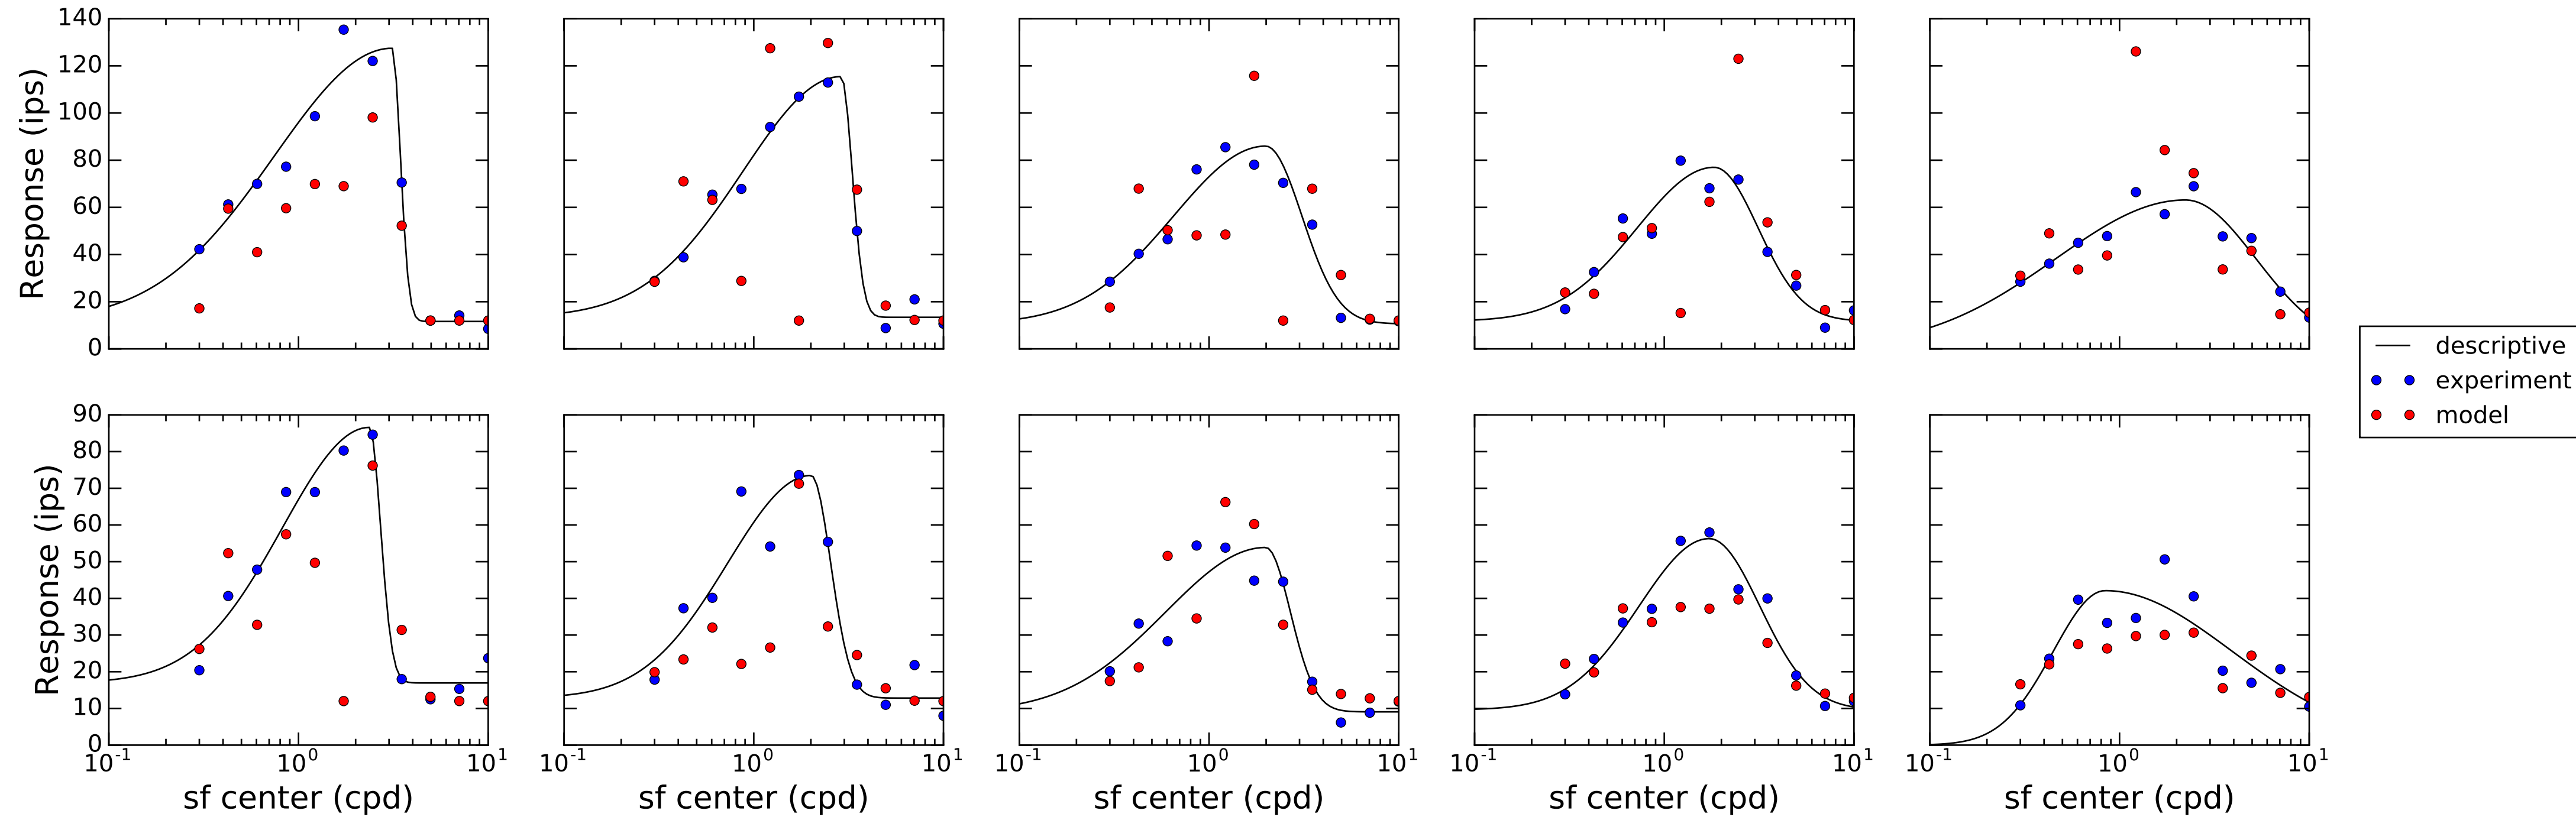 140
120
100
80
60
40
20
0
Response (ips)
90
80
70
60
50
40
30
20
10
0
Response (ips)
10^-1 10^0 10^1
10^-1 10^0 10^1
10^-1 10^0 10^1
10^-1 10^0 10^1
10^-1 10^0 10^1
sf center (cpd)
sf center (cpd)
sf center (cpd)
sf center (cpd)
sf center (cpd)
descriptive
experiment
model